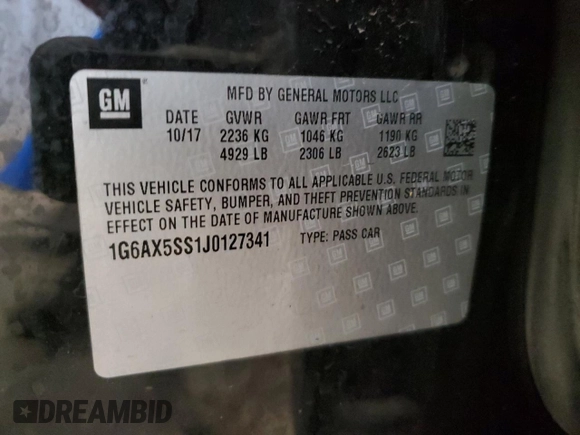 GM
MFD BY GENERAL MOTORS LLC
DATE GVWR GAWR FRT GAWR RR
10/17 2236 KG 1046 KG 1190 KG
4929 LB 2306 LB 2623 LB
THIS VEHICLE CONFORMS TO ALL APPLICABLE U.S. FEDERAL MOTOR
VEHICLE SAFETY, BUMPER, AND THEFT PREVENTION STANDARDS IN
EFFECT ON THE DATE OF MANUFACTURE SHOWN ABOVE.
1G6AX5SS1J0127341 TYPE: PASS CAR
DREAMBID